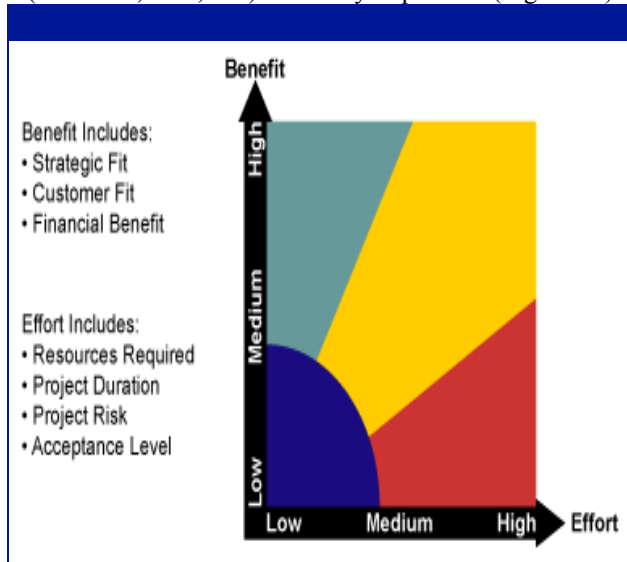 Benefit
Benefit Includes:
• Strategic Fit
• Customer Fit
• Financial Benefit
Effort Includes:
• Resources Required
• Project Duration
• Project Risk
• Acceptance Level
High
Medium
Low
Low Medium High Effort